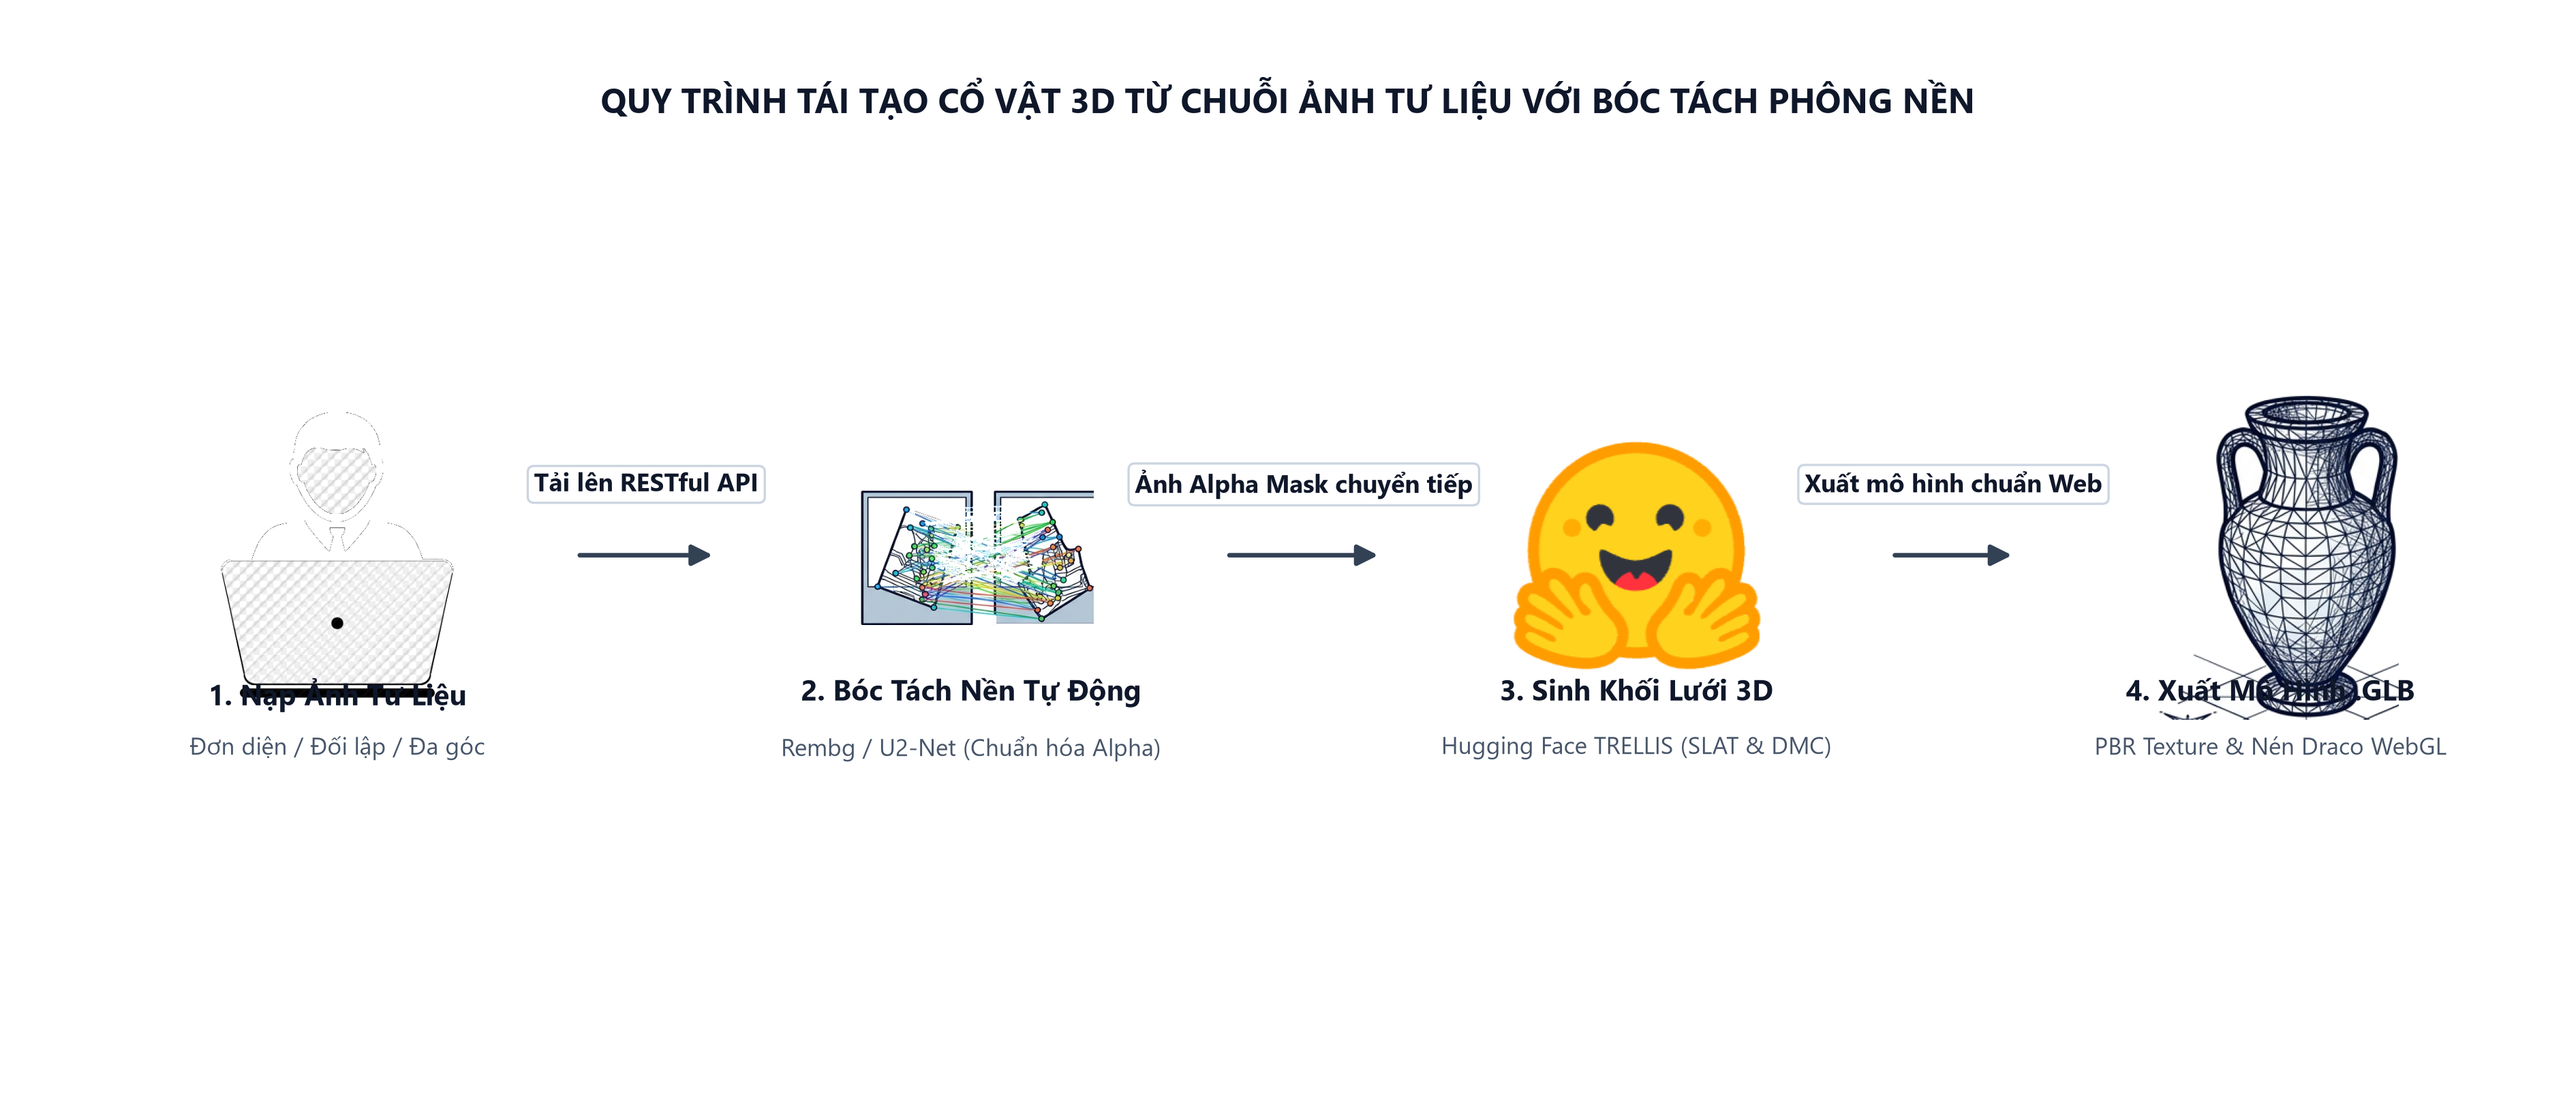 QUY TRÌNH TÁI TẠO CỔ VẬT 3D TỪ CHUỖI ẢNH TƯ LIỆU VỚI BÓC TÁCH PHÔNG NỀN
Tải lên RESTful API
Ảnh Alpha Mask chuyển tiếp
Xuất mô hình chuẩn Web
1. Nạp Ảnh Tư Liệu
2. Bóc Tách Nền Tự Động
3. Sinh Khối Lưới 3D
4. Xuất Mô Hình .GLB
Đơn diện / Đối lập / Đa góc
Rembg / U2-Net (Chuẩn hóa Alpha)
Hugging Face TRELLIS (SLAT & DMC)
PBR Texture & Nén Draco WebGL